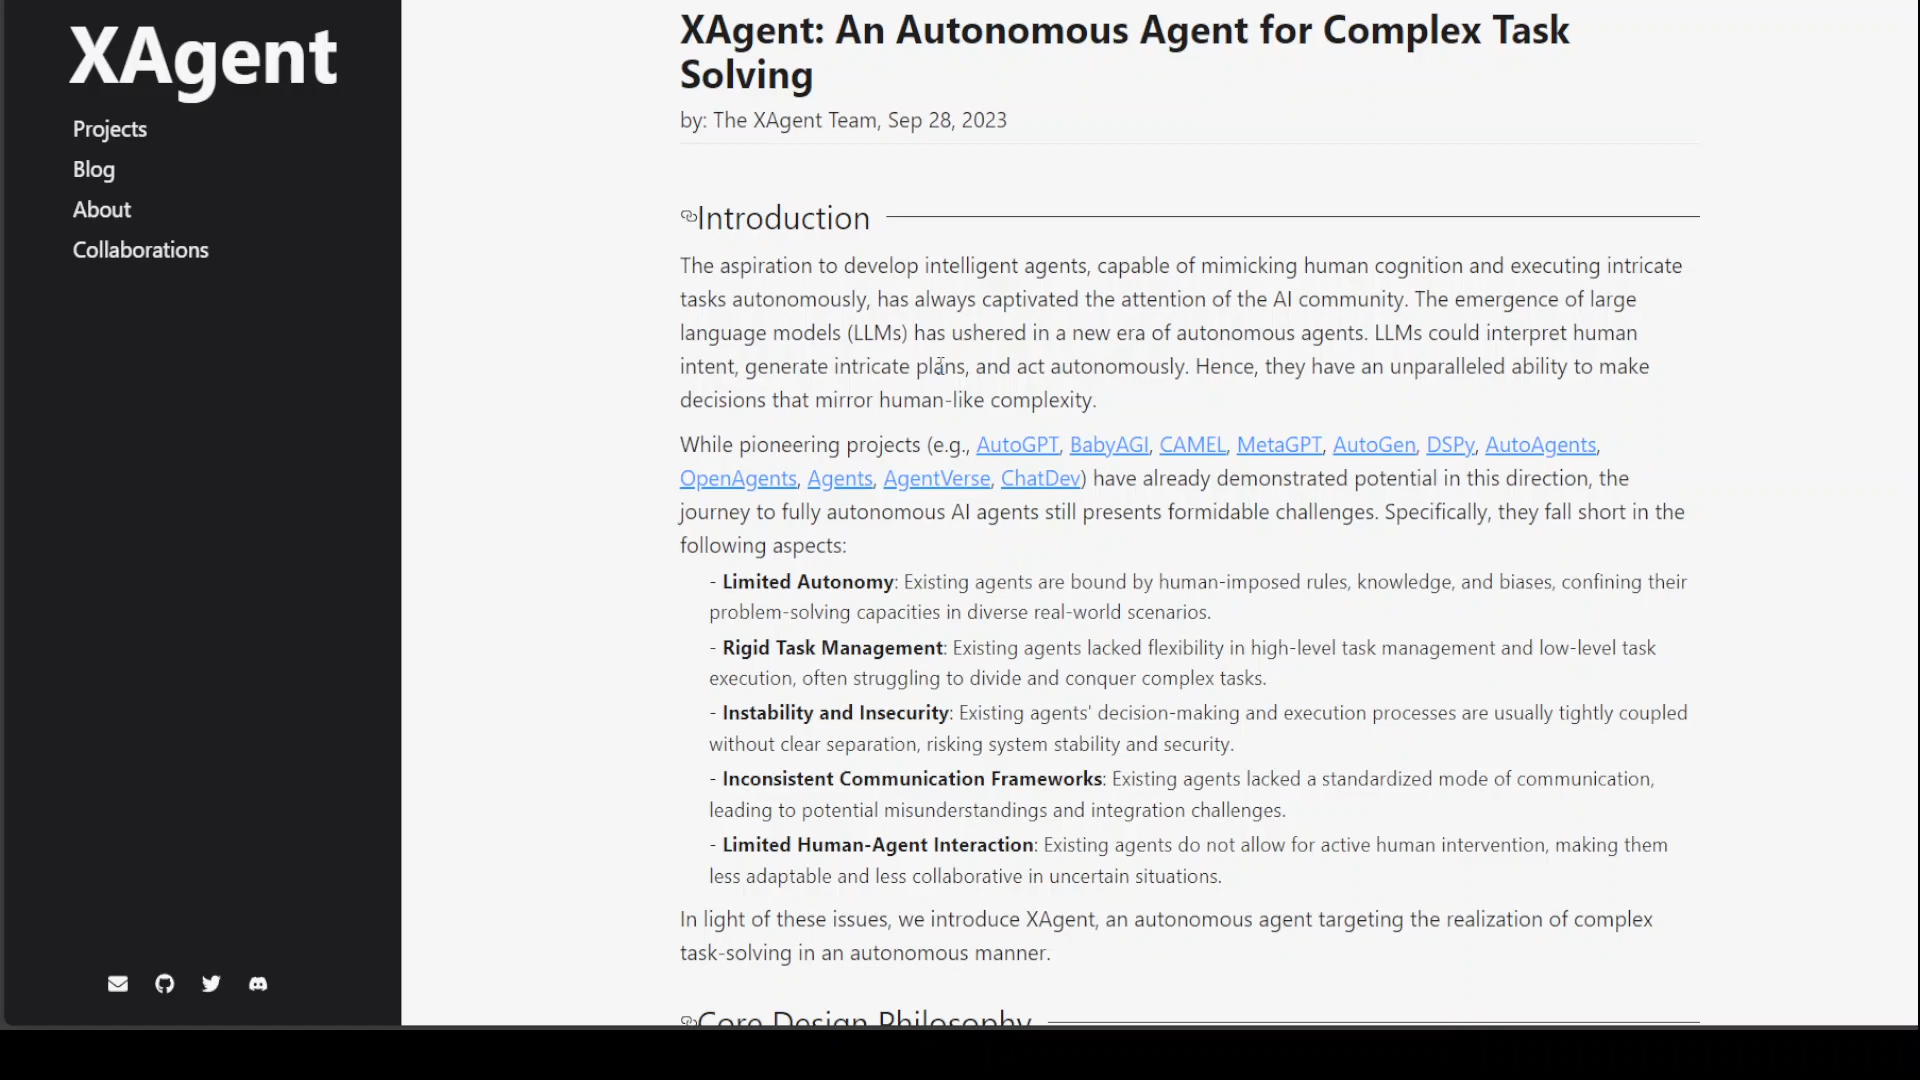 XAgent
Projects
Blog
About
Collaborations
XAgent: An Autonomous Agent for Complex Task
Solving
by: The XAgent Team, Sep 28, 2023
Introduction
The aspiration to develop intelligent agents, capable of mimicking human cognition and executing intricate
tasks autonomously, has always captivated the attention of the AI community. The emergence of large
language models (LLMs) has ushered in a new era of autonomous agents. LLMs could interpret human
intent, generate intricate plans, and act autonomously. Hence, they have an unparalleled ability to make
decisions that mirror human-like complexity.
While pioneering projects (e.g., AutoGPT, BabyAGI, CAMEL, MetaGPT, AutoGen, DSPy, AutoAgents,
OpenAgents, Agents, AgentVerse, ChatDev) have already demonstrated potential in this direction, the
journey to fully autonomous AI agents still presents formidable challenges. Specifically, they fall short in the
following aspects:
- Limited Autonomy: Existing agents are bound by human-imposed rules, knowledge, and biases, confining their
problem-solving capacities in diverse real-world scenarios.
- Rigid Task Management: Existing agents lacked flexibility in high-level task management and low-level task
execution, often struggling to divide and conquer complex tasks.
- Instability and Insecurity: Existing agents' decision-making and execution processes are usually tightly coupled
without clear separation, risking system stability and security.
- Inconsistent Communication Frameworks: Existing agents lacked a standardized mode of communication,
leading to potential misunderstandings and integration challenges.
- Limited Human-Agent Interaction: Existing agents do not allow for active human intervention, making them
less adaptable and less collaborative in uncertain situations.
In light of these issues, we introduce XAgent, an autonomous agent targeting the realization of complex
task-solving in an autonomous manner.
Core Design Philosophy